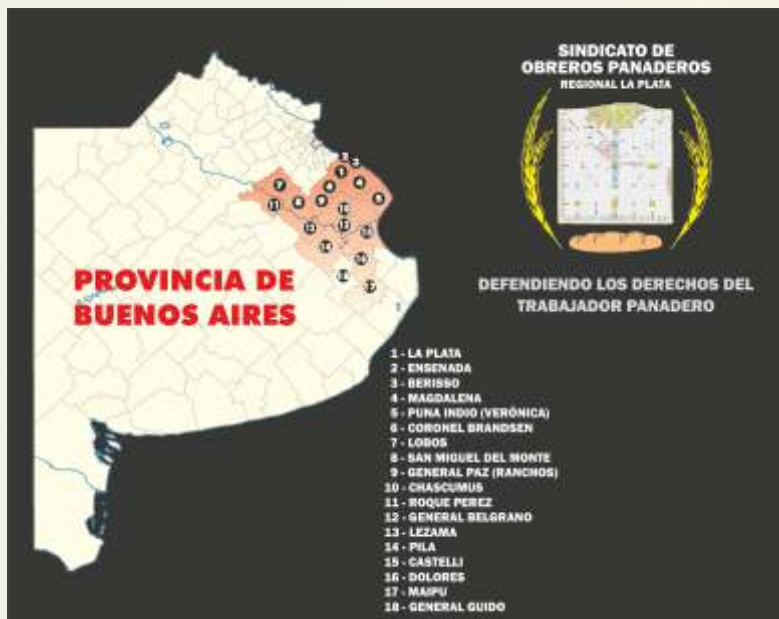 SINDICATO DE
OBREROS PANADEROS
REGIONAL LA PLATA
DEFENDIENDO LOS DERECHOS DEL
TRABAJADOR PANADERO
PROVINCIA DE
BUENOS AIRES
1 - LA PLATA
2 - ENSENADA
3 - BERISSO
4 - MAGDALENA
5 - PUNA INDIO (VERÓNICA)
6 - CORONEL BRANDSEN
7 - LOBOS
8 - SAN MIGUEL DEL MONTE
9 - GENERAL PAZ (RANCHOS)
10 - CHASCUMUS
11 - ROQUE PEREZ
12 - GENERAL BELGRANO
13 - LEZAMA
14 - PILA
15 - CASTELLI
16 - DOLORES
17 - MAIPU
18 - GENERAL GUIDO